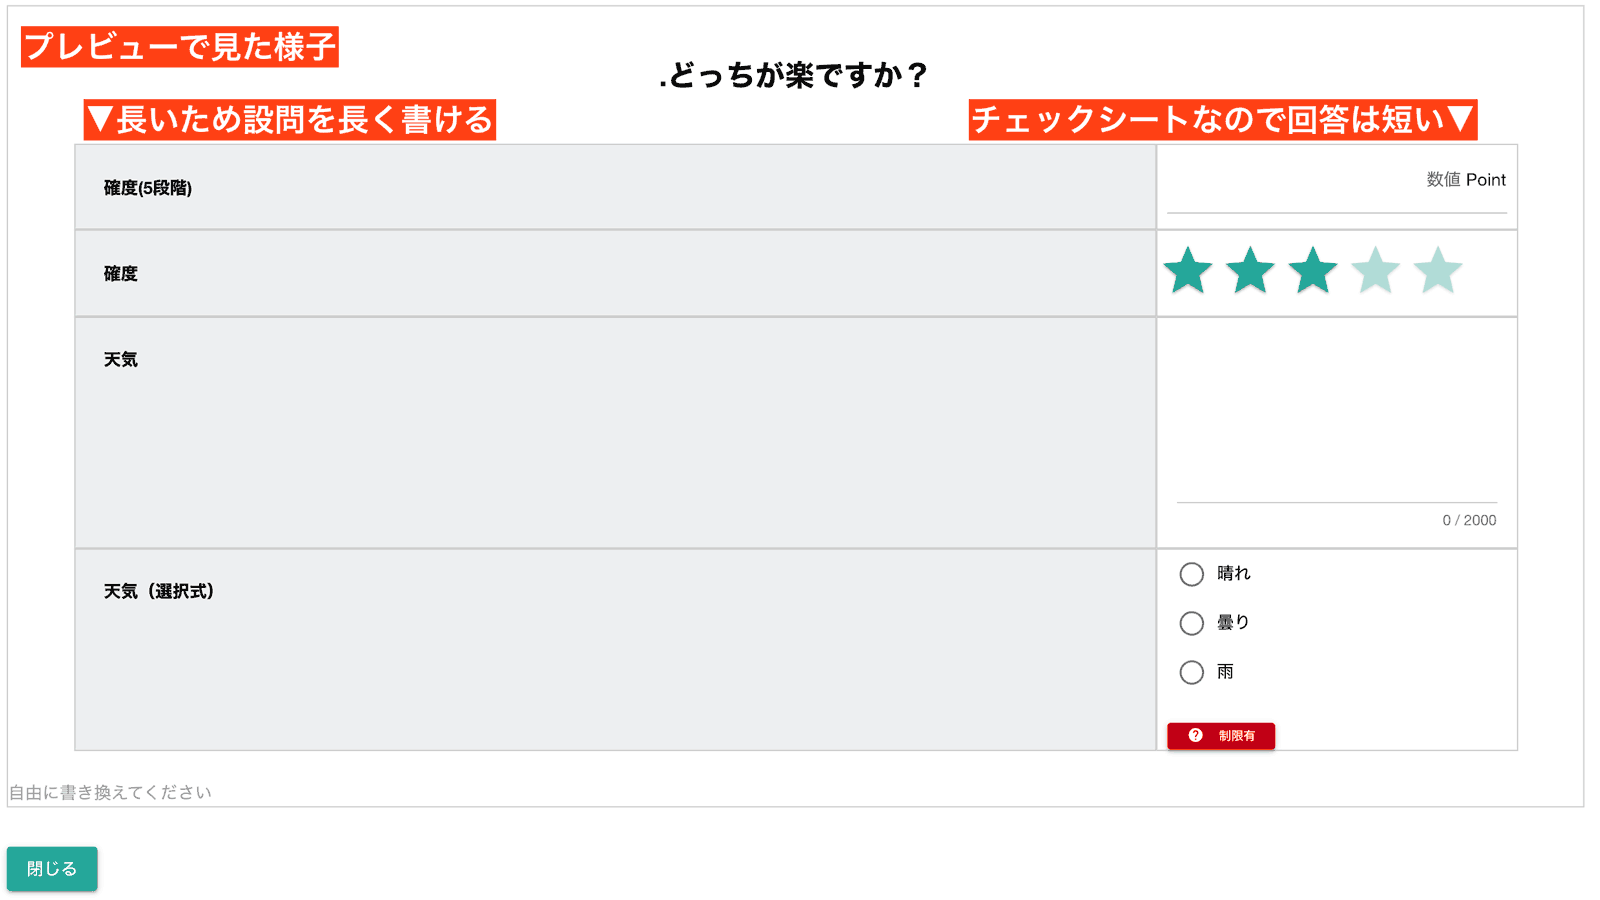 プレビューで見た様子
.どっちが楽ですか？
▼長いため設問を長く書ける
チェックシートなので回答は短い▼
確度(5段階)
数値 Point
確度
天気
0 / 2000
天気（選択式）
晴れ
曇り
雨
? 制限有
自由に書き換えてください
閉じる